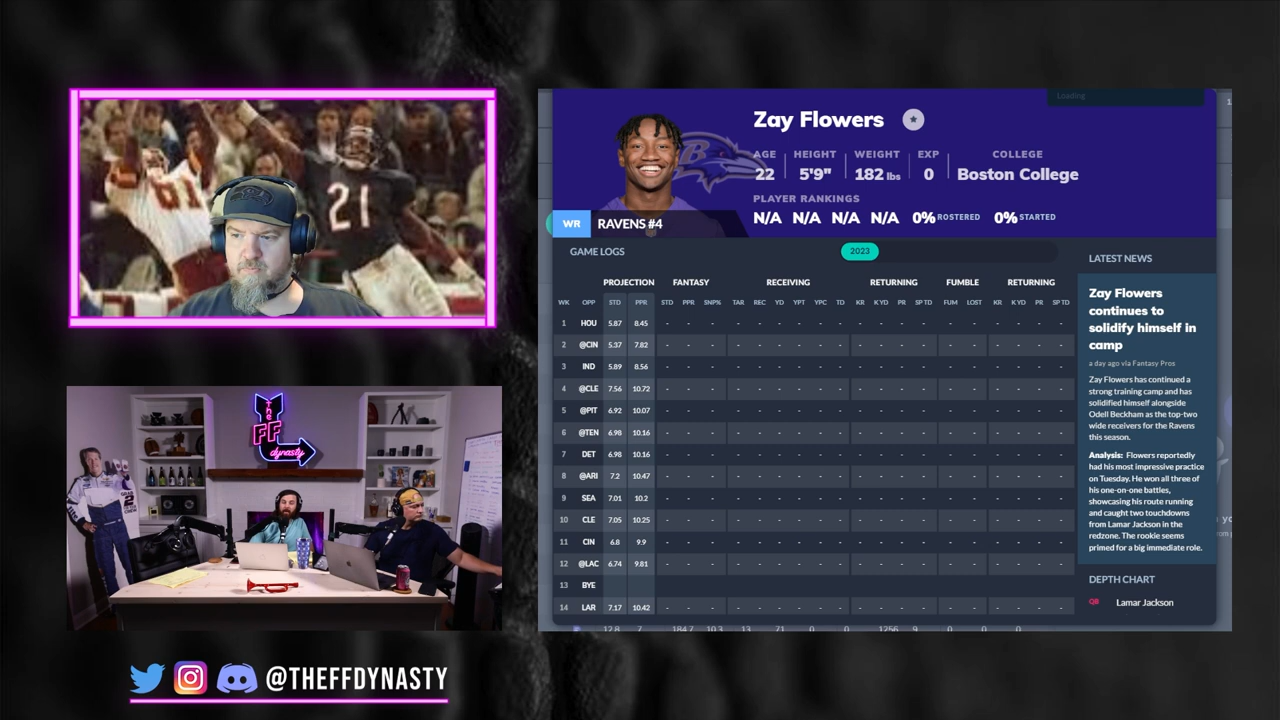 21
the
FF
dynasty
@THEFFDYNASTY
Loading
Zay Flowers
AGE HEIGHT WEIGHT EXP COLLEGE
22 5'9" 182 lbs 0 Boston College
PLAYER RANKINGS
N/A N/A N/A N/A 0% ROSTERED 0% STARTED
WR RAVENS #4
GAME LOGS 2023
PROJECTION FANTASY RECEIVING RETURNING FUMBLE RETURNING
WK OPP STD PPR STD PPR SNP% TAR REC YD YPT YPC TD KR KYD PR SP TD FUM LOST KR KYD PR SP TD
1 HOU 5.87 8.45 - - - - - - - - - - - - - - - - - - -
2 @CIN 5.37 7.82 - - - - - - - - - - - - - - - - - - -
3 IND 5.89 8.56 - - - - - - - - - - - - - - - - - - -
4 @CLE 7.56 10.72 - - - - - - - - - - - - - - - - - - -
5 @PIT 6.92 10.07 - - - - - - - - - - - - - - - - - - -
6 @TEN 6.98 10.16 - - - - - - - - - - - - - - - - - - -
7 DET 6.98 10.16 - - - - - - - - - - - - - - - - - - -
8 @ARI 7.2 10.47 - - - - - - - - - - - - - - - - - - -
9 SEA 7.01 10.2 - - - - - - - - - - - - - - - - - - -
10 CLE 7.05 10.25 - - - - - - - - - - - - - - - - - - -
11 CIN 6.8 9.9 - - - - - - - - - - - - - - - - - - -
12 @LAC 6.74 9.81 - - - - - - - - - - - - - - - - - - -
13 BYE
14 LAR 7.17 10.42 - - - - - - - - - - - - - - - - - - -
LATEST NEWS
Zay Flowers
continues to
solidify himself in
camp
a day ago via Fantasy Pros
Zay Flowers has continued a
strong training camp and has
solidified himself alongside
Odell Beckham as the top-two
wide receivers for the Ravens
this season.
Analysis: Flowers reportedly
had his most impressive practice
on Tuesday. He won all three of
his one-on-one battles,
showcasing his route running
and caught two touchdowns
from Lamar Jackson in the
redzone. The rookie seems
primed for a big immediate role.
DEPTH CHART
QB Lamar Jackson